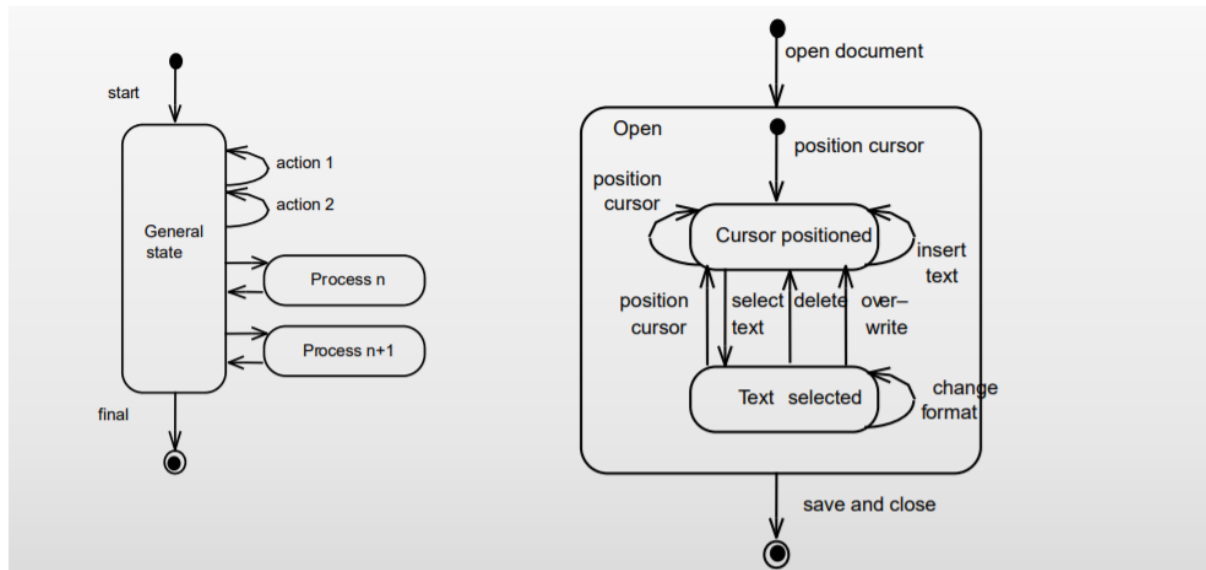 start
action 1
action 2
General
state
Process n
Process n+1
final
open document
Open
position cursor
position
cursor
Cursor positioned
insert
text
position
cursor
select
text
delete
over–
write
Text selected
change
format
save and close